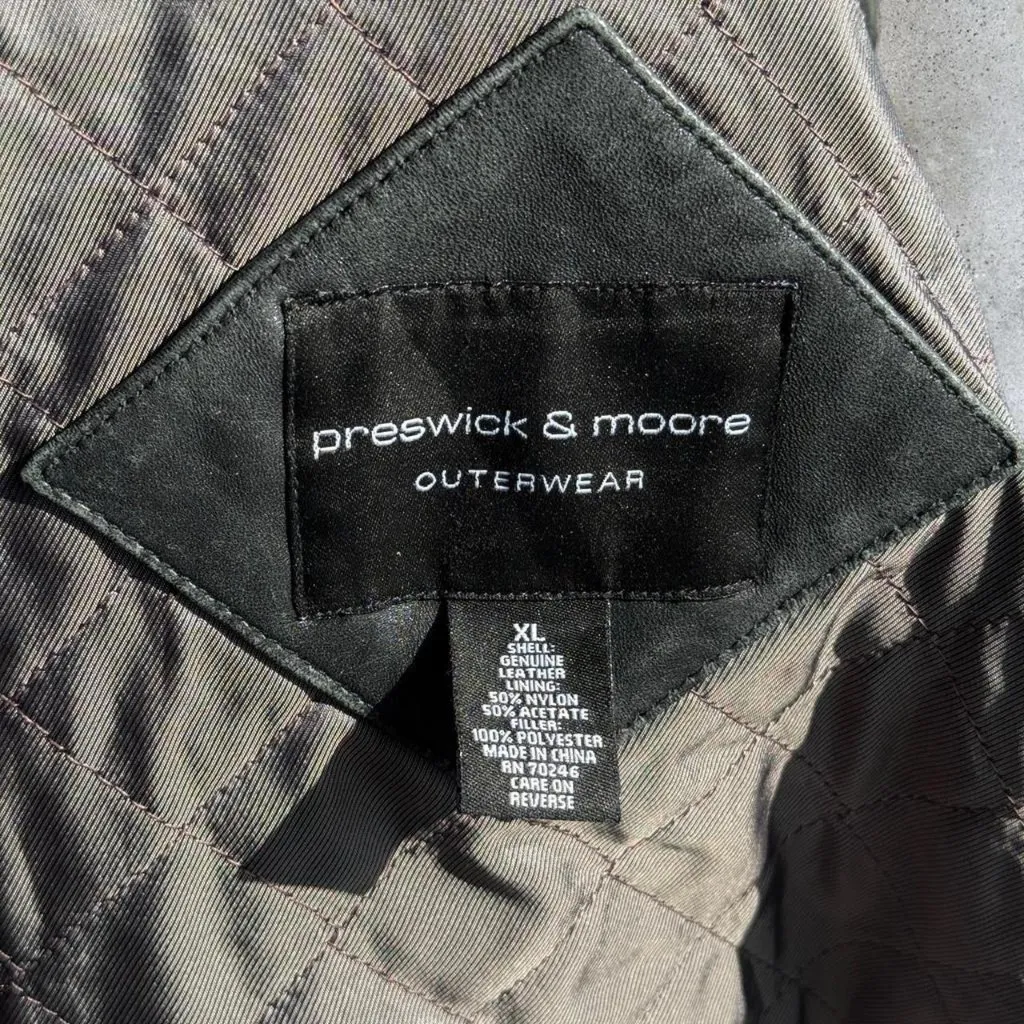 preswick & moore
OUTERWEAR
XL
SHELL:
GENUINE
LEATHER
LINING:
50% NYLON
50% ACETATE
FILLER:
100% POLYESTER
MADE IN CHINA
RN 70246
CARE ON
REVERSE